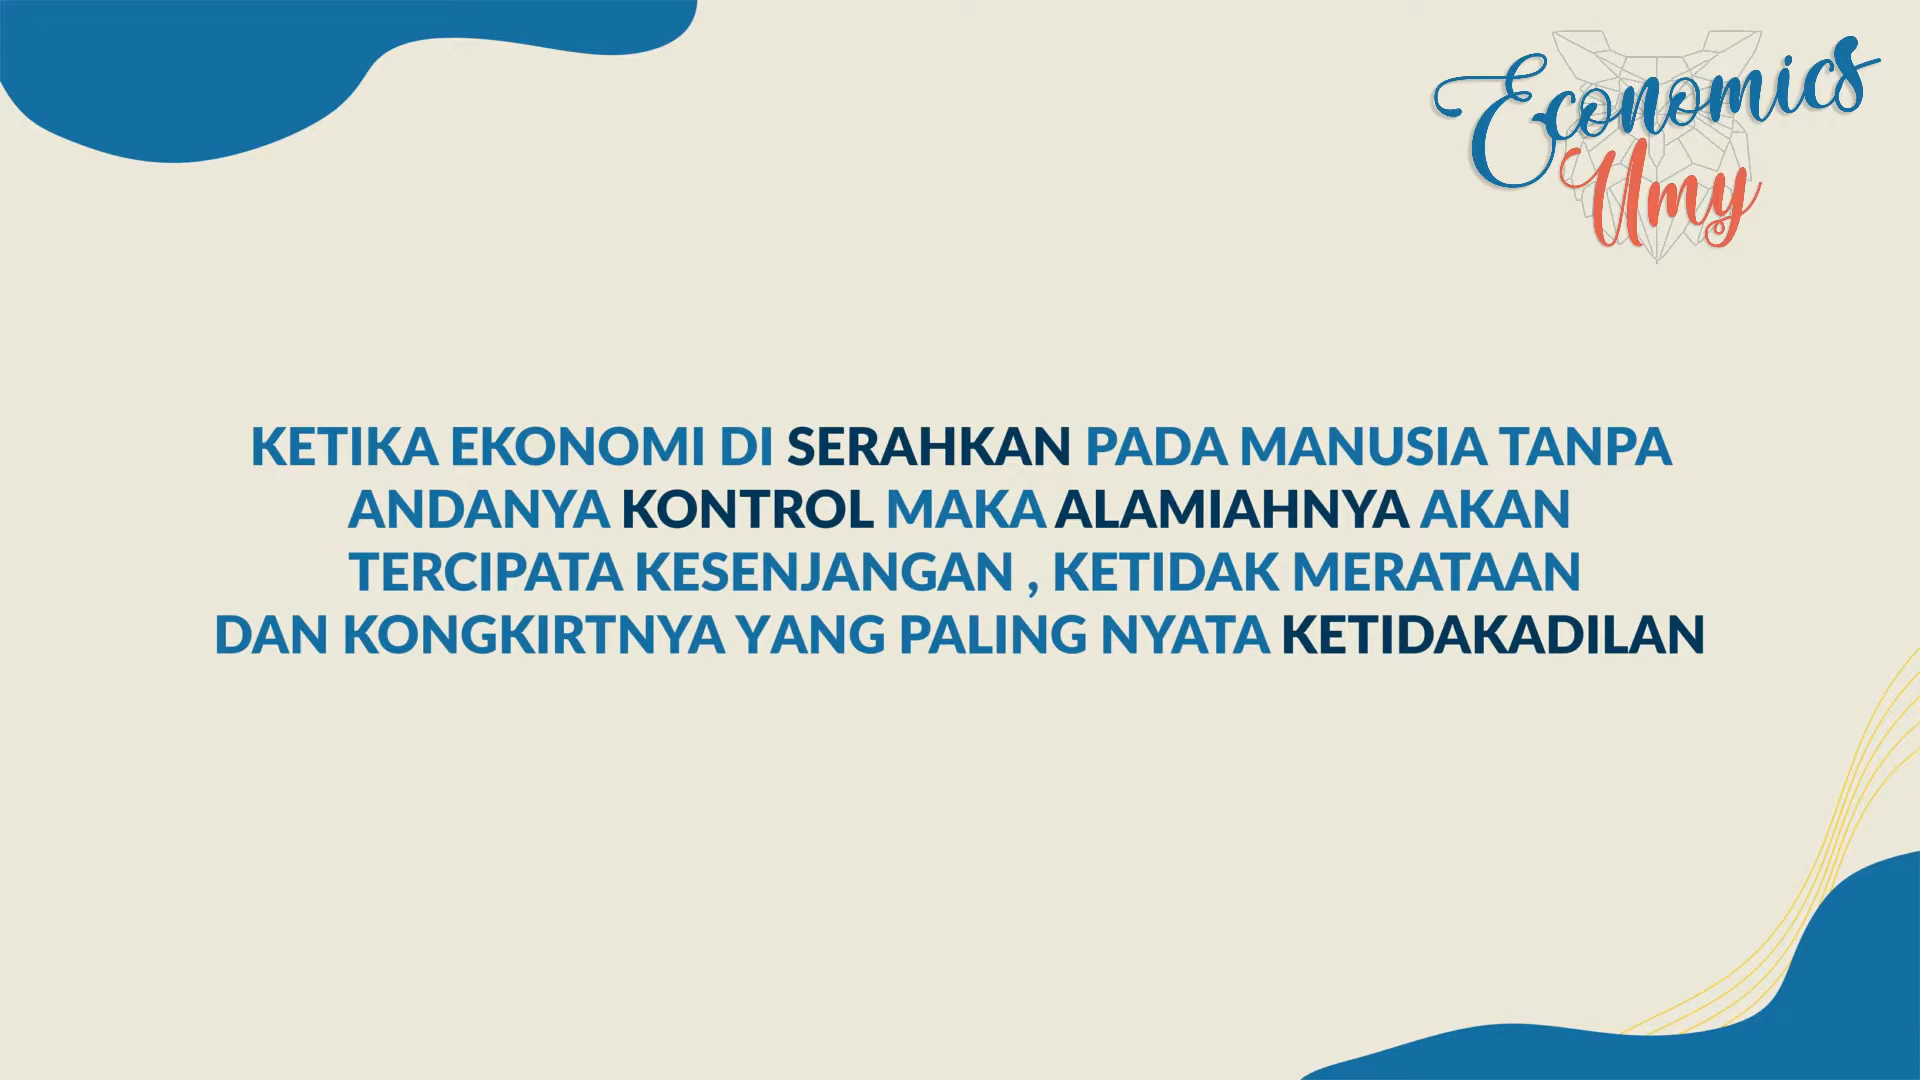 Economics
Umy
KETIKA EKONOMI DI SERAHKAN PADA MANUSIA TANPA
ANDANYA KONTROL MAKA ALAMIAHNYA AKAN
TERCIPATA KESENJANGAN , KETIDAK MERATAAN
DAN KONGKIRTNYA YANG PALING NYATA KETIDAKADILAN